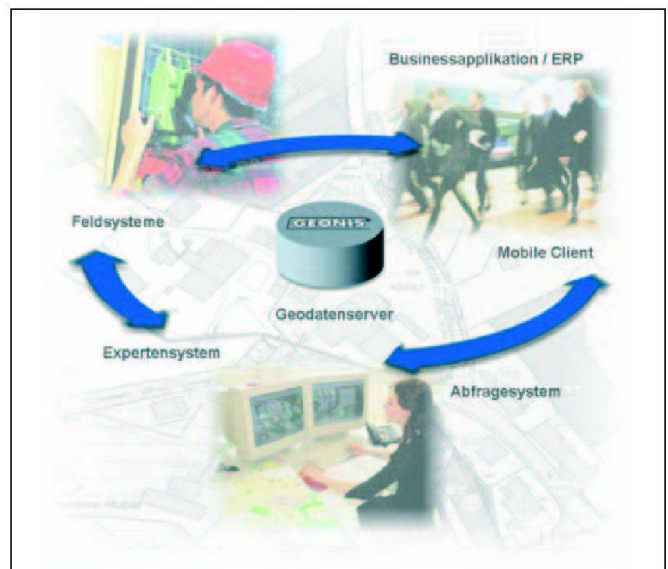 Businessapplikation / ERP
GEONIS
Feldsysteme
Mobile Client
Geodatenserver
Expertensystem
Abfragesystem